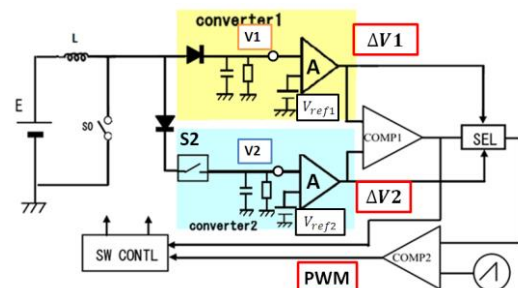 converter1
L
V1
A
ΔV1
Vref1
E
S0
COMP1
SEL
S2
V2
A
ΔV2
Vref2
converter2
SW CONTL
PWM
COMP2